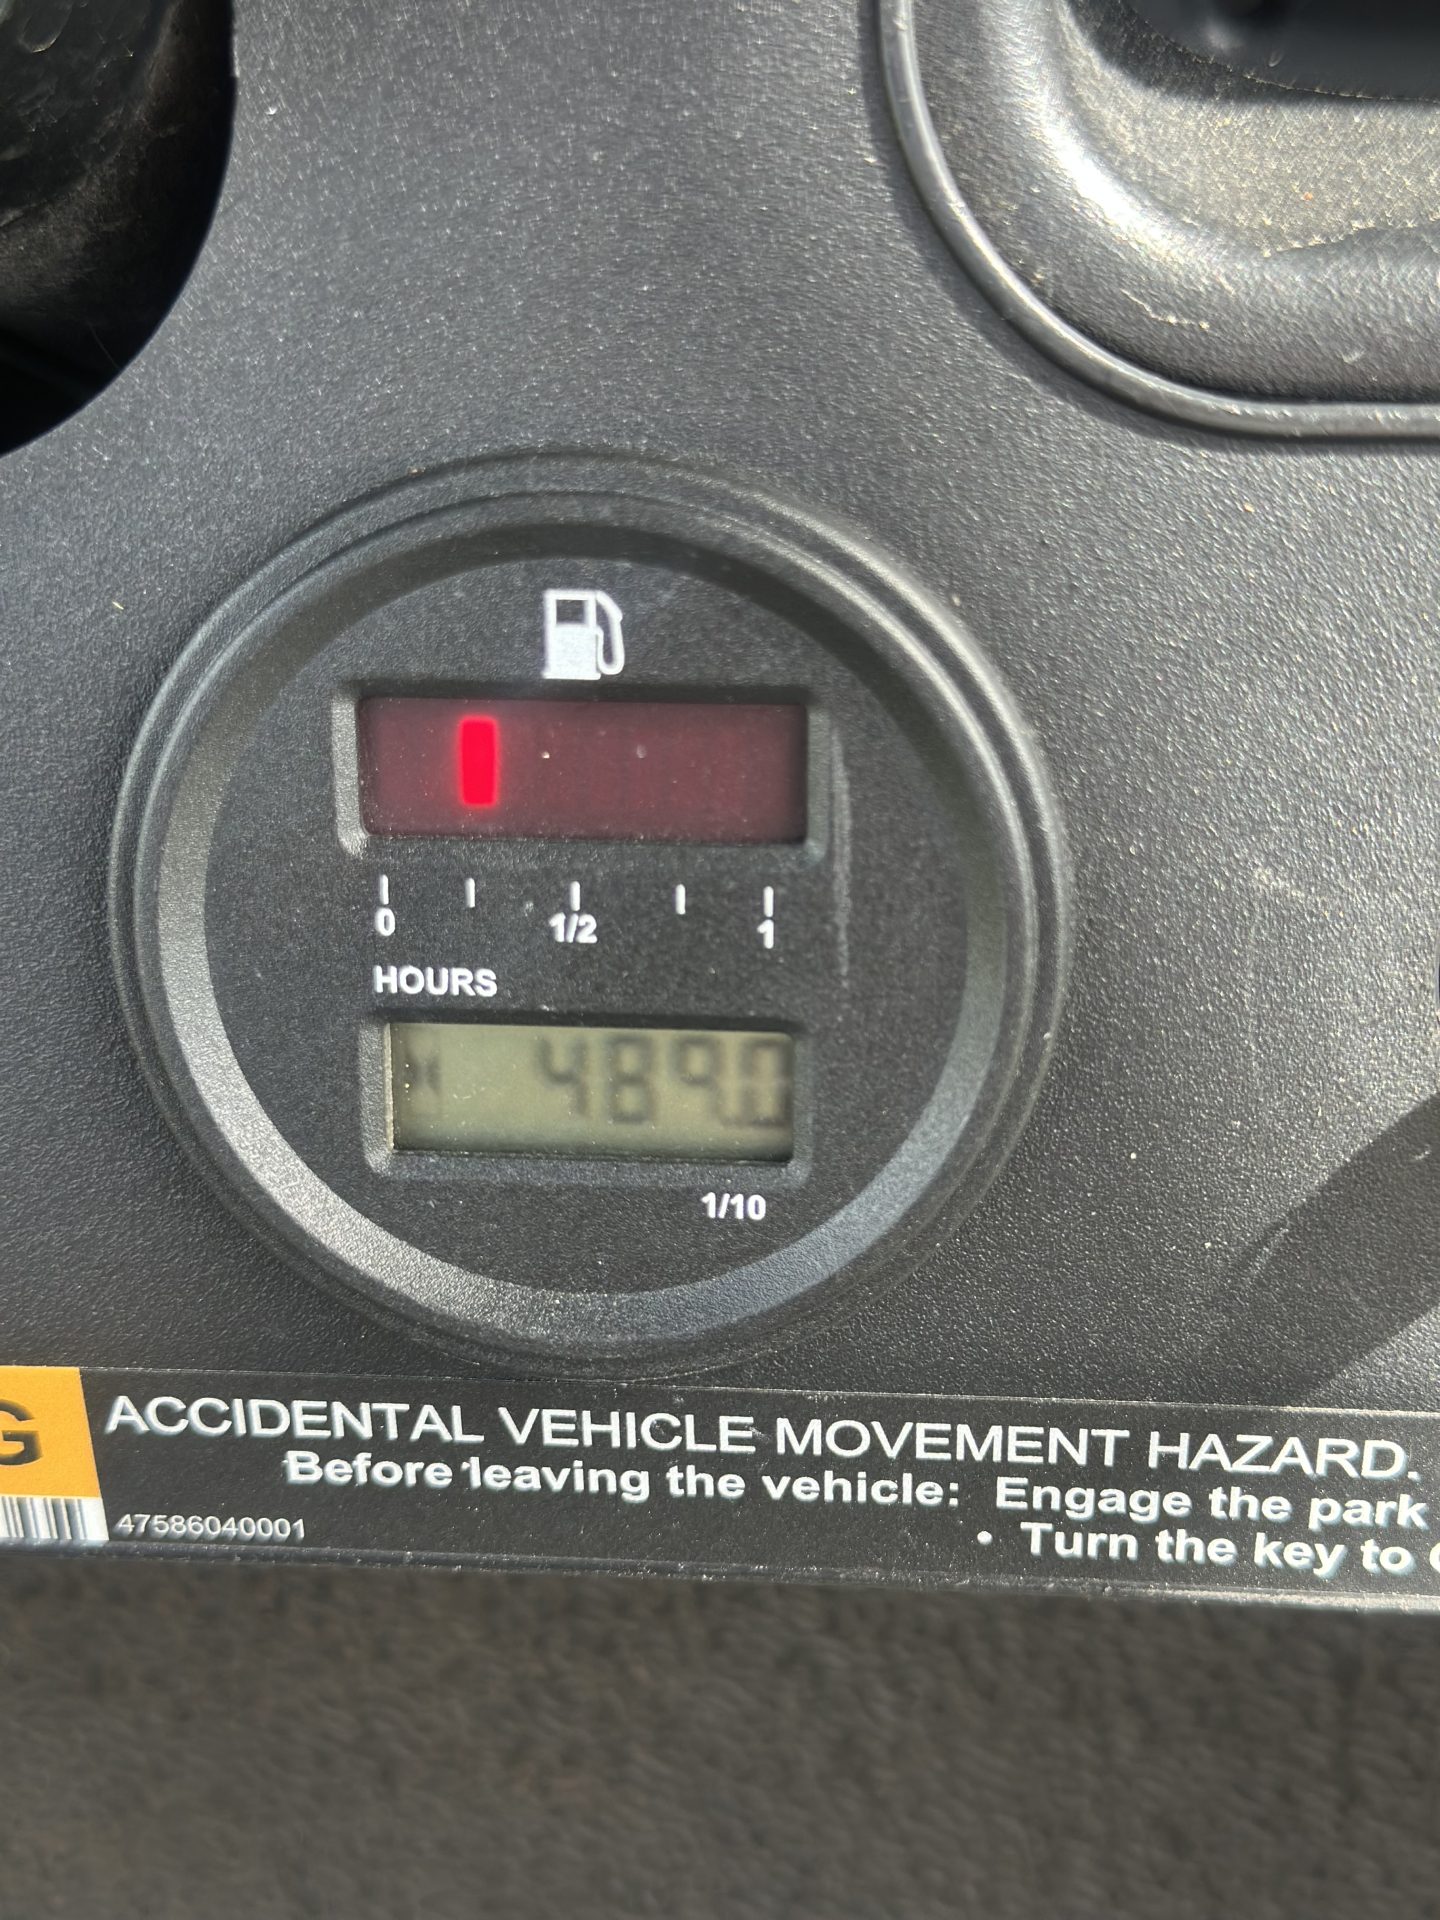 0 1/2 1
HOURS
489.0
1/10
G ACCIDENTAL VEHICLE MOVEMENT HAZARD.
Before leaving the vehicle: Engage the park
47586040001 • Turn the key to